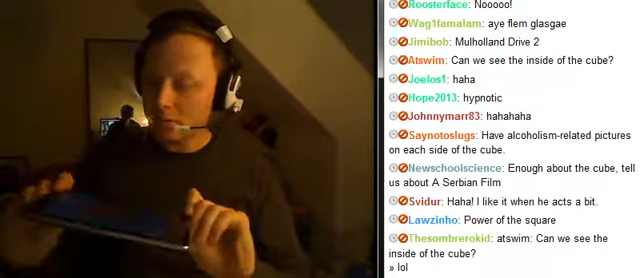 Roosterface: Nooooo!
Wag1famalam: aye flem glasgae
Jimibob: Mulholland Drive 2
Atswim: Can we see the inside of the cube?
Joelos1: haha
Hope2013: hypnotic
Johnnymarr83: hahahaha
Saynotoslugs: Have alcoholism-related pictures
on each side of the cube.
Newschoolscience: Enough about the cube, tell
us about A Serbian Film
Svidur: Haha! I like it when he acts a bit.
Lawzinho: Power of the square
Thesombrerokid: atswim: Can we see the
inside of the cube?
» lol